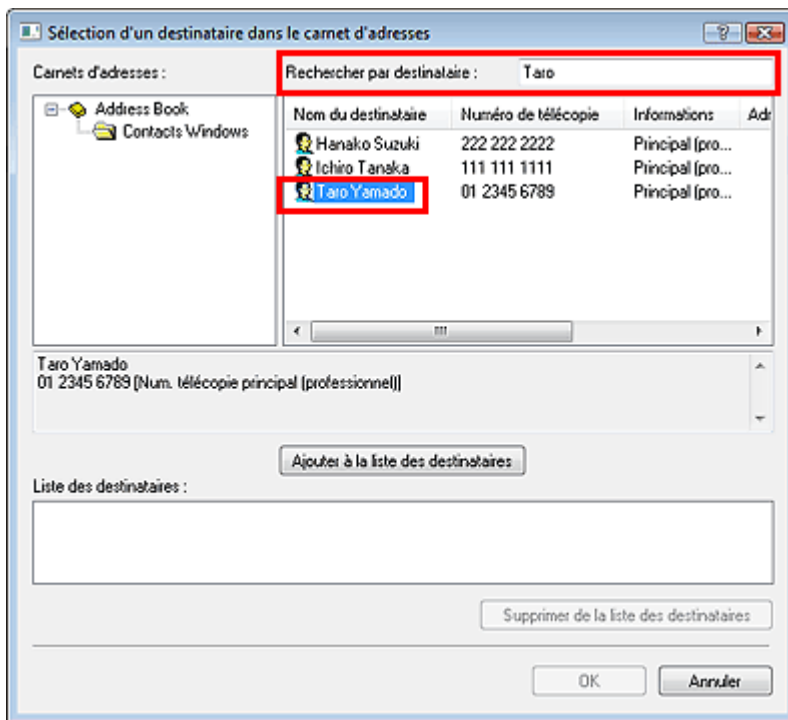 Sélection d'un destinataire dans le carnet d'adresses
Carnets d'adresses :
Rechercher par destinataire : Taro
Address Book
Contacts Windows
Nom du destinataire Numéro de télécopie Informations Adr
Hanako Suzuki 222 222 2222 Principal (pro...
Ichiro Tanaka 111 111 1111 Principal (pro...
Taro Yamado 01 2345 6789 Principal (pro...
Taro Yamado
01 2345 6789 [Num. télécopie principal (professionnel)]
Ajouter à la liste des destinataires
Liste des destinataires :
Supprimer de la liste des destinataires
OK Annuler